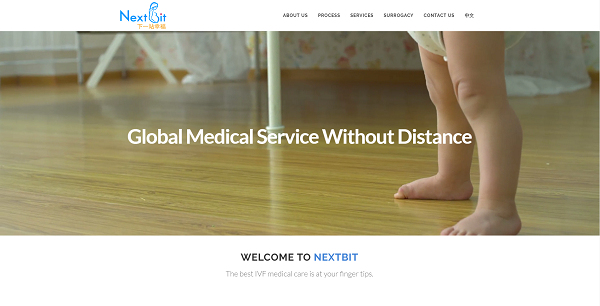 NextBit
下一站幸福
ABOUT US
PROCESS
SERVICES
SURROGACY
CONTACT US
中文
Global Medical Service Without Distance
WELCOME TO NEXTBIT
The best IVF medical care is at your finger tips.